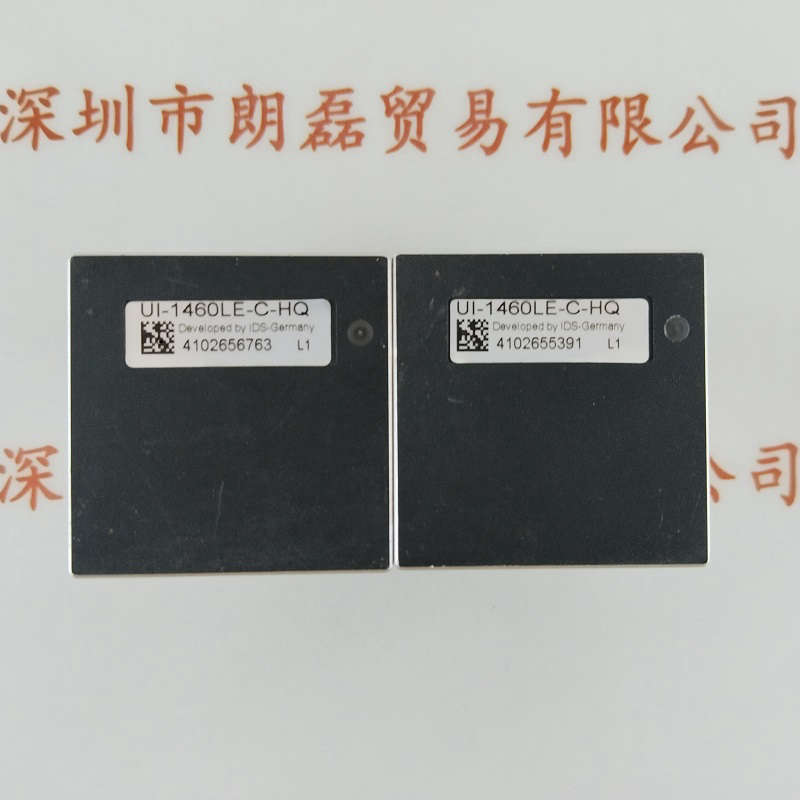 深圳市朗磊贸易有限公司
UI-1460LE-C-HQ
Developed by IDS-Germany
4102656763 L1
UI-1460LE-C-HQ
Developed by IDS-Germany
4102655391 L1
深
公司